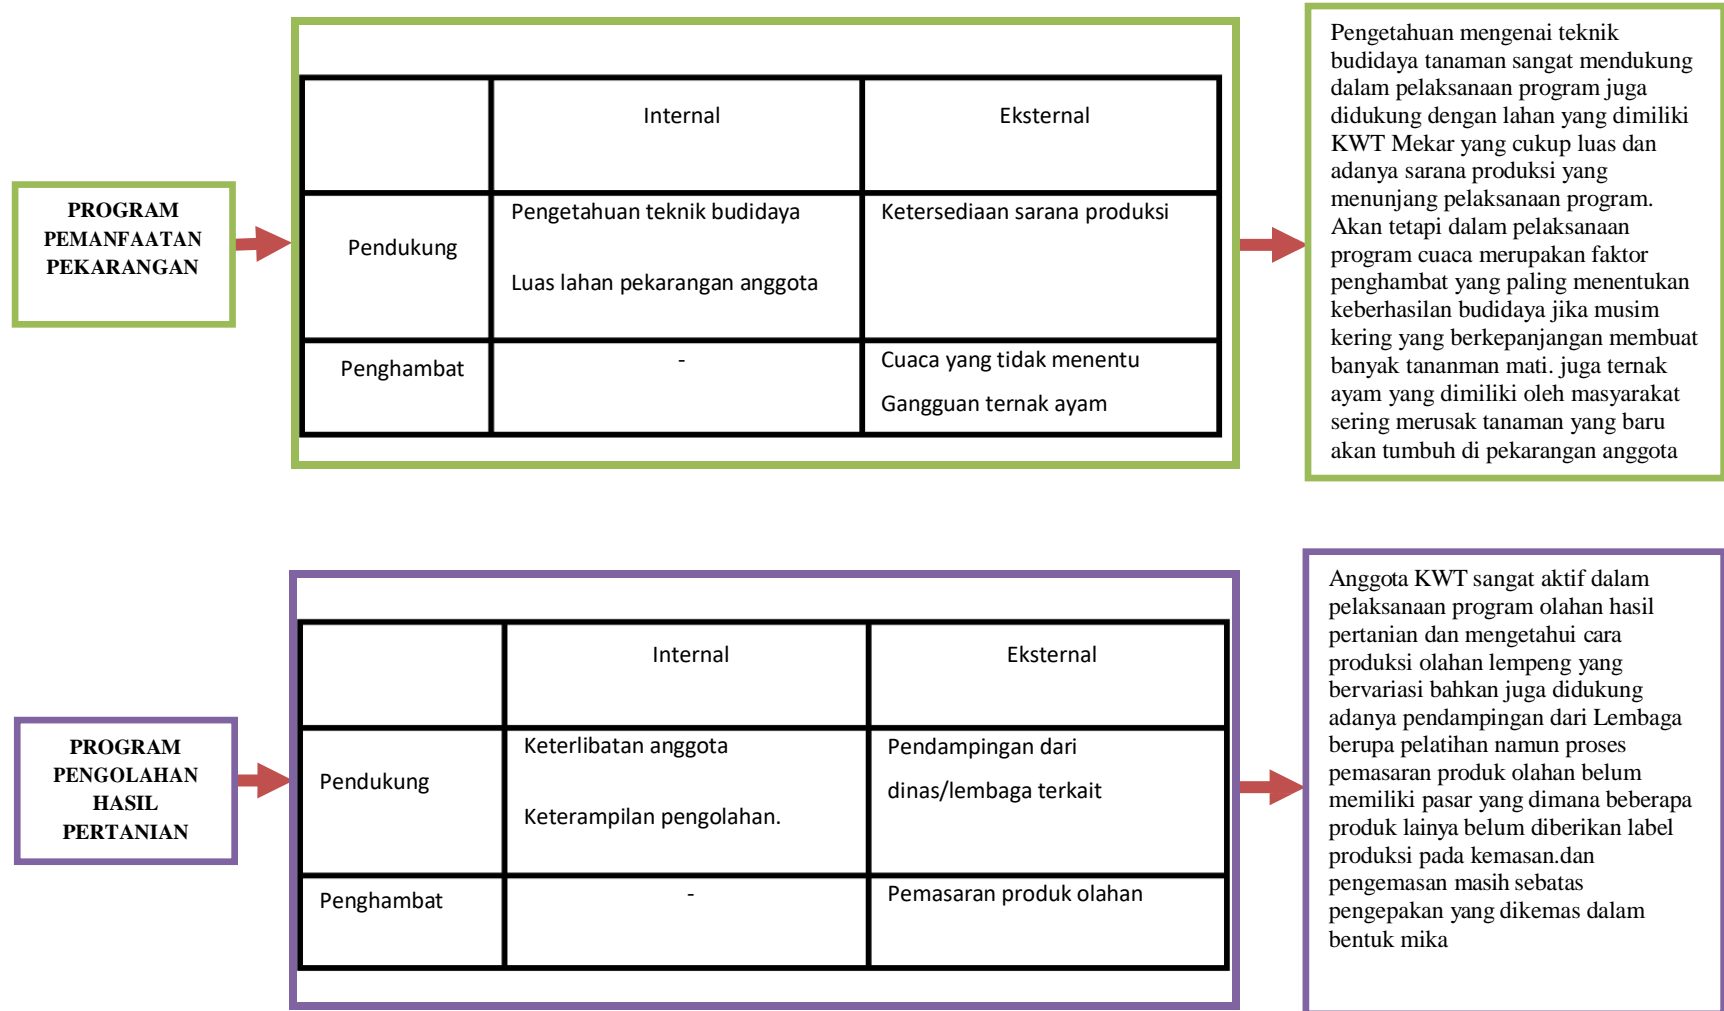 PROGRAM
PEMANFAATAN
PEKARANGAN
Internal
Eksternal
Pendukung
Pengetahuan teknik budidaya
Luas lahan pekarangan anggota
Ketersediaan sarana produksi
Penghambat
-
Cuaca yang tidak menentu
Gangguan ternak ayam
Pengetahuan mengenai teknik
budidaya tanaman sangat mendukung
dalam pelaksanaan program juga
didukung dengan lahan yang dimiliki
KWT Mekar yang cukup luas dan
adanya sarana produksi yang
menunjang pelaksanaan program.
Akan tetapi dalam pelaksanaan
program cuaca merupakan faktor
penghambat yang paling menentukan
keberhasilan budidaya jika musim
kering yang berkepanjangan membuat
banyak tananman mati. juga ternak
ayam yang dimiliki oleh masyarakat
sering merusak tanaman yang baru
akan tumbuh di pekarangan anggota
PROGRAM
PENGOLAHAN
HASIL
PERTANIAN
Internal
Eksternal
Pendukung
Keterlibatan anggota
Keterampilan pengolahan.
Pendampingan dari
dinas/lembaga terkait
Penghambat
-
Pemasaran produk olahan
Anggota KWT sangat aktif dalam
pelaksanaan program olahan hasil
pertanian dan mengetahui cara
produksi olahan lempeng yang
bervariasi bahkan juga didukung
adanya pendampingan dari Lembaga
berupa pelatihan namun proses
pemasaran produk olahan belum
memiliki pasar yang dimana beberapa
produk lainya belum diberikan label
produksi pada kemasan.dan
pengemasan masih sebatas
pengepakan yang dikemas dalam
bentuk mika